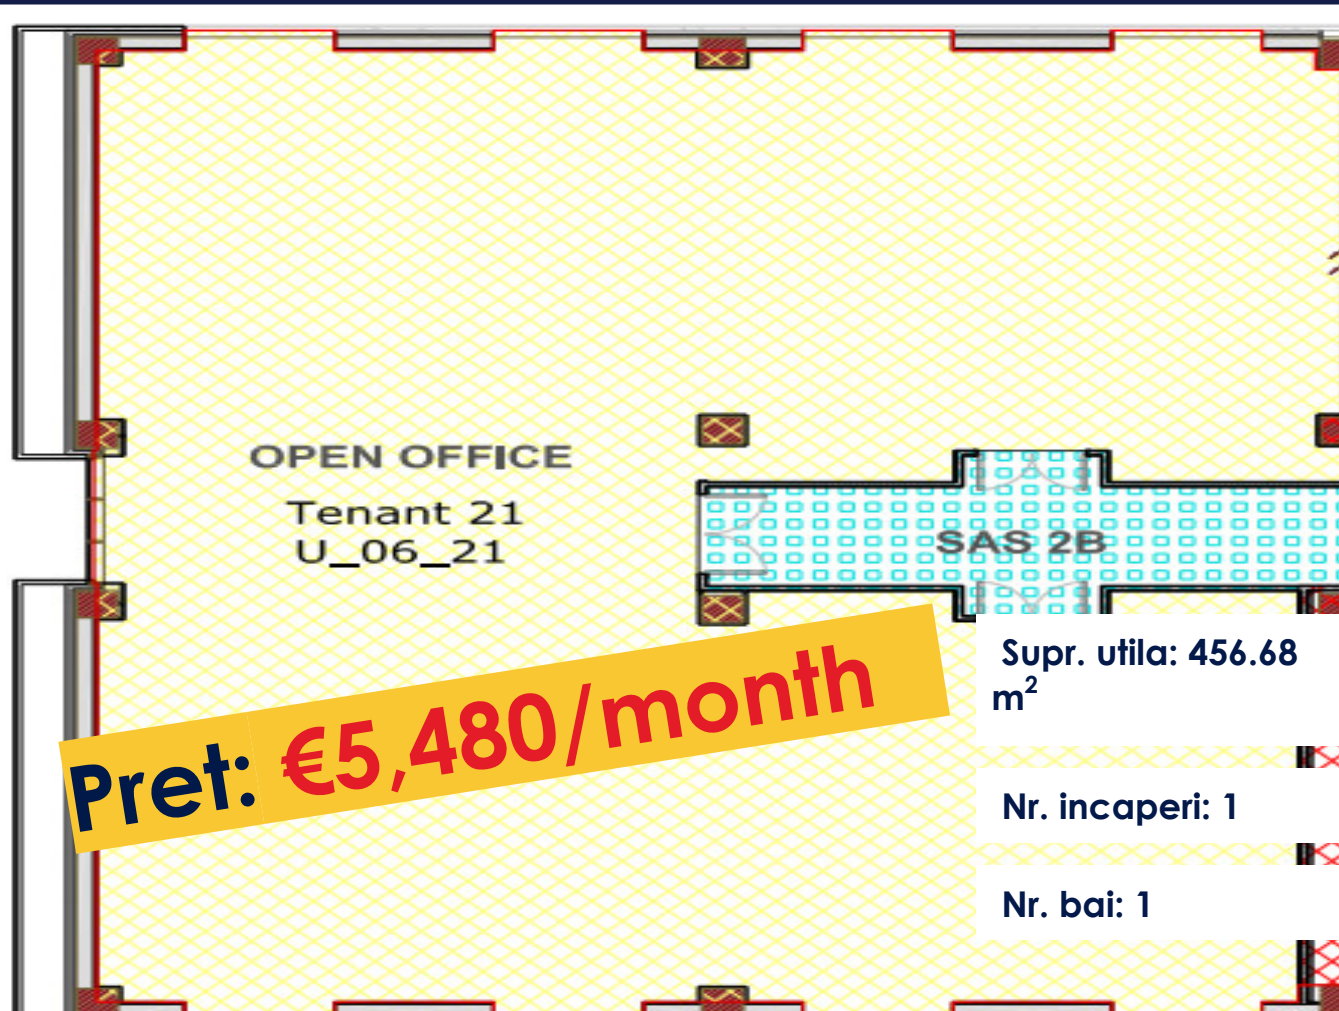 OPEN OFFICE
Tenant 21
U_06_21
SAS 2B
Supr. utila: 456.68
m²
Pret: €5,480/month
Nr. incaperi: 1
Nr. bai: 1